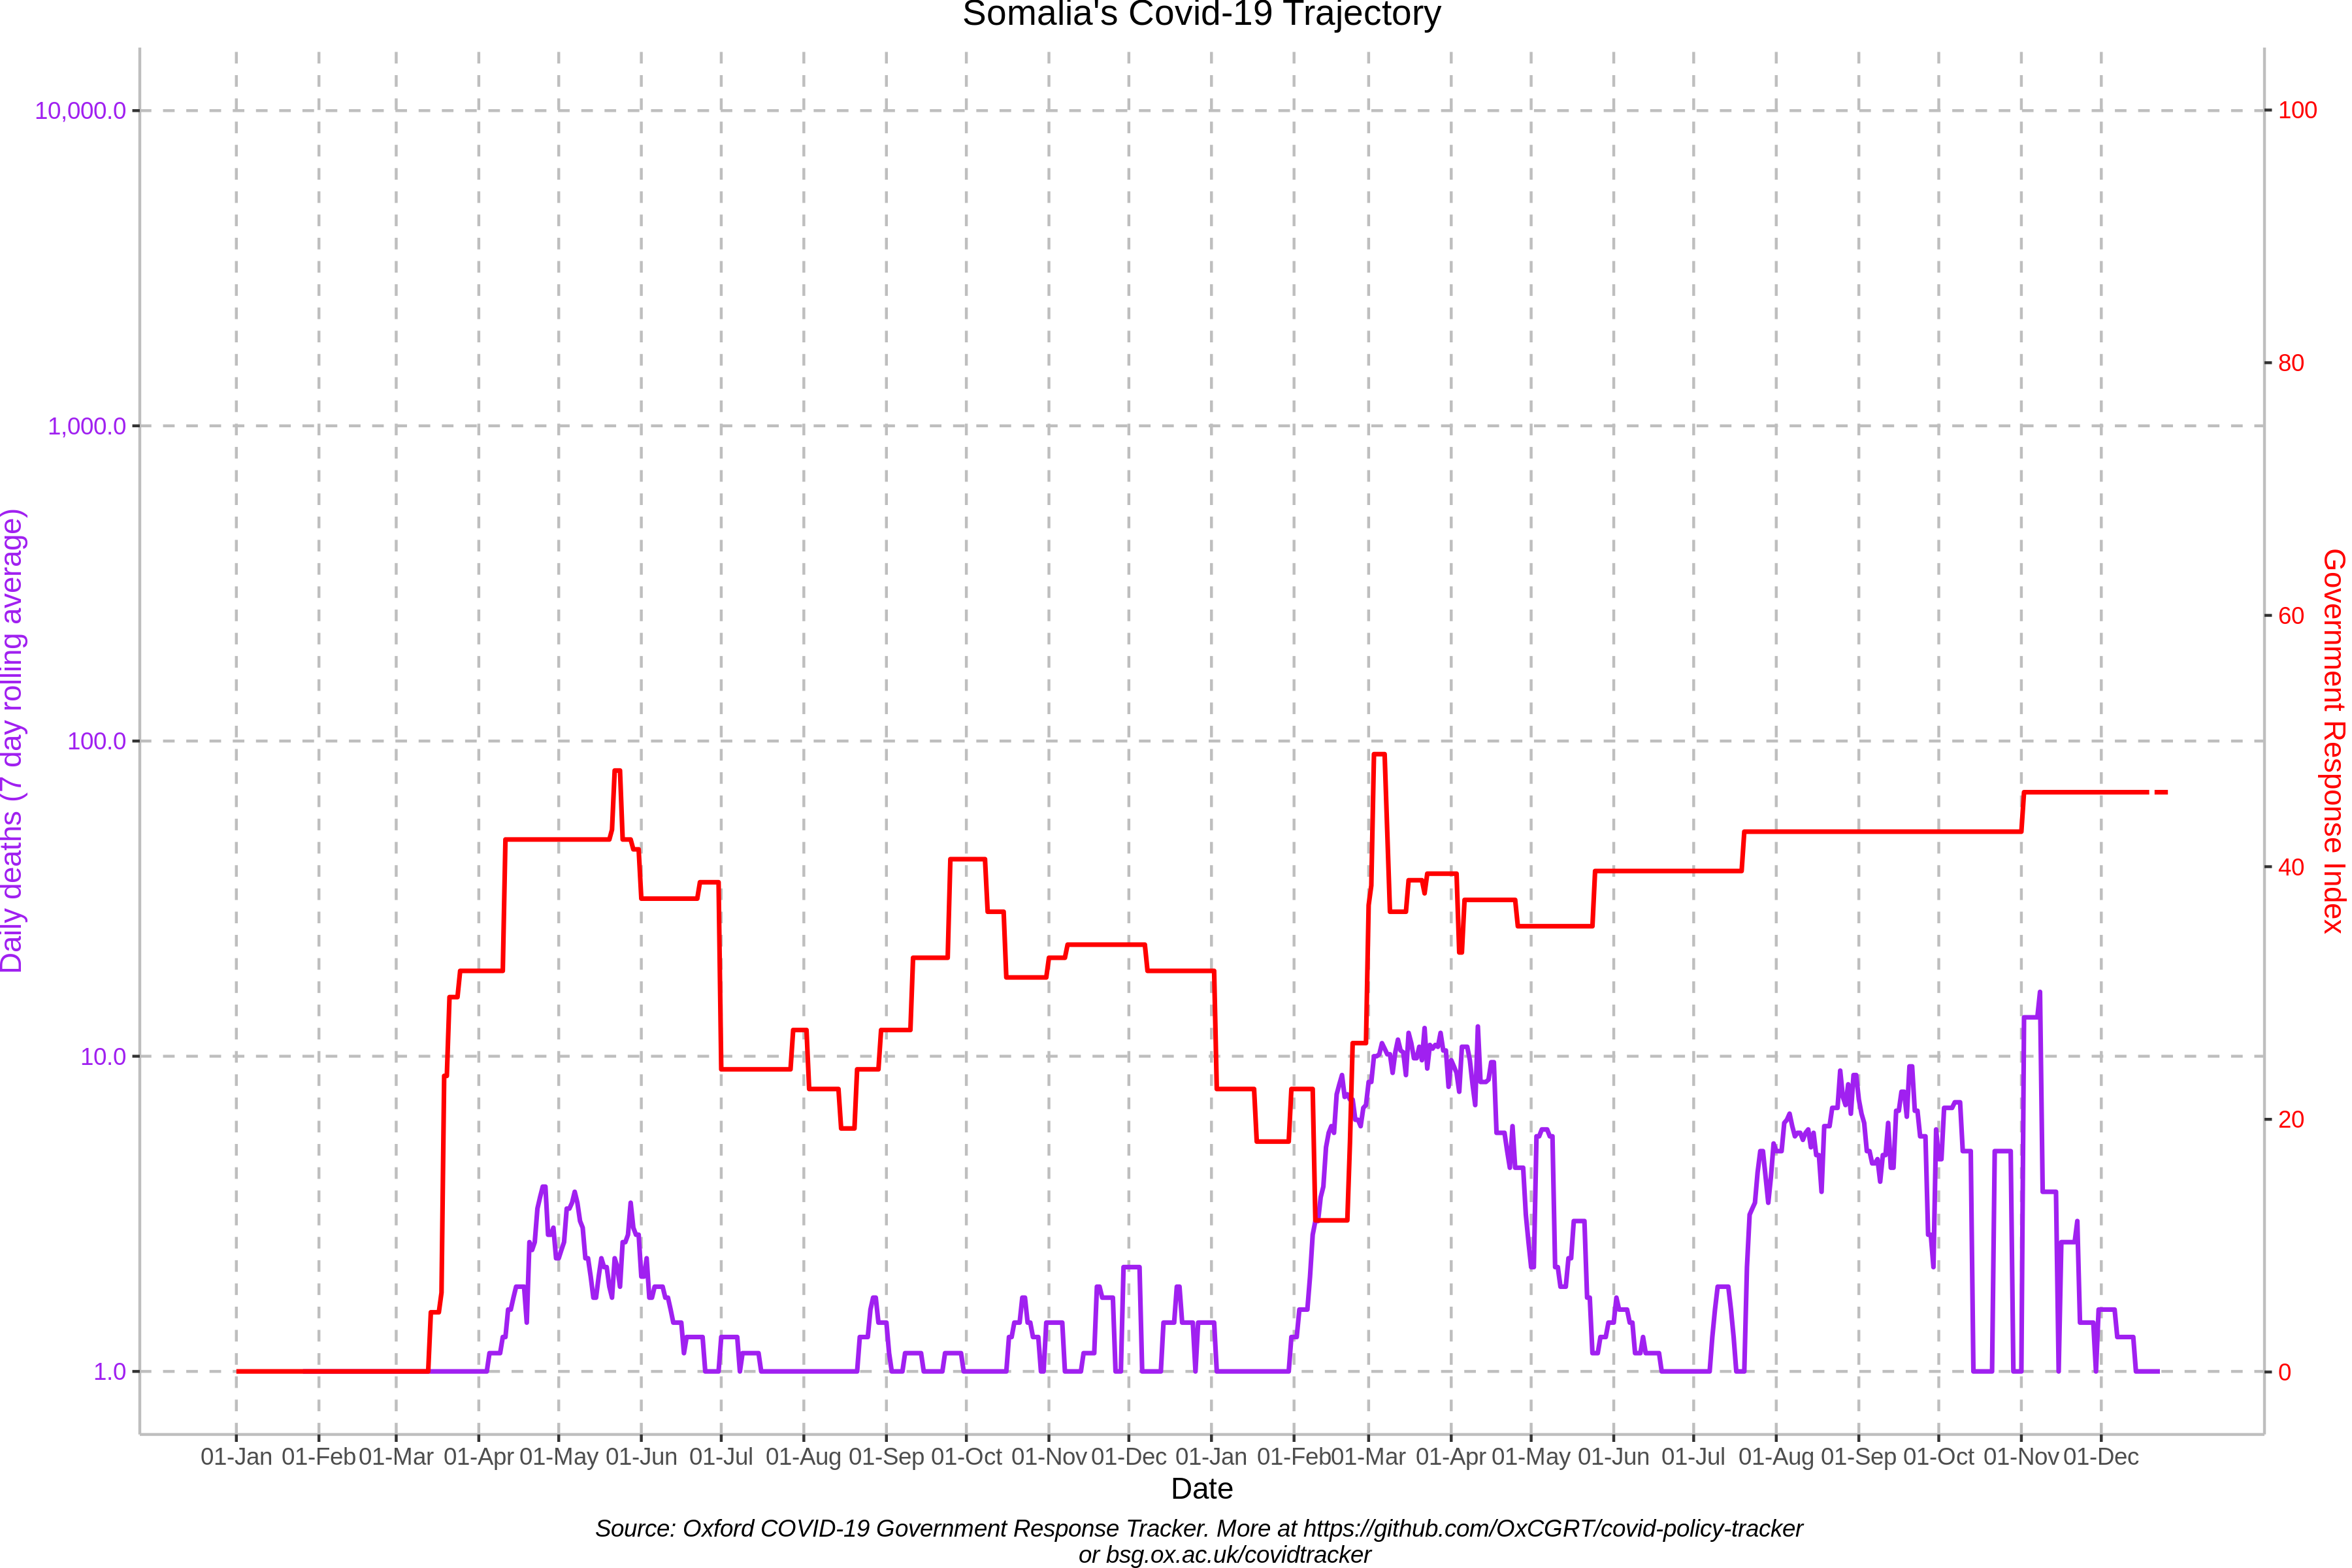 Somalia's Covid-19 Trajectory
10,000.0
1,000.0
100.0
10.0
1.0
Daily deaths (7 day rolling average)
100
80
60
40
20
0
Government Response Index
01-Jan 01-Feb 01-Mar 01-Apr 01-May 01-Jun 01-Jul 01-Aug 01-Sep 01-Oct 01-Nov 01-Dec 01-Jan 01-Feb 01-Mar 01-Apr 01-May 01-Jun 01-Jul 01-Aug 01-Sep 01-Oct 01-Nov 01-Dec
Date
Source: Oxford COVID-19 Government Response Tracker. More at https://github.com/OxCGRT/covid-policy-tracker
or bsg.ox.ac.uk/covidtracker